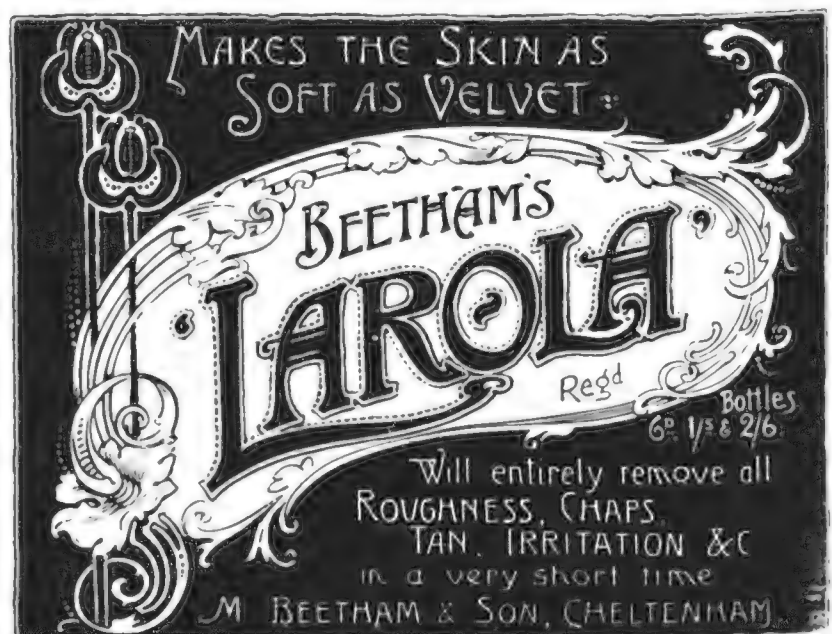 MAKES THE SKIN AS
SOFT AS VELVET
BEETHAM'S
'LAROLA'
Regd
Bottles
6D. 1/s & 2/6
Will entirely remove all
ROUGHNESS, CHAPS,
TAN, IRRITATION &C
in a very short time
M BEETHAM & SON, CHELTENHAM